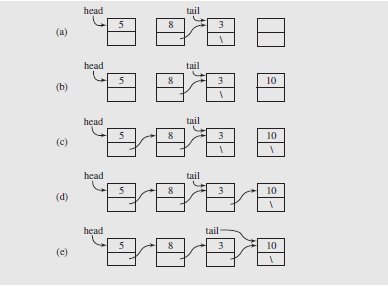 head tail
(a) 5 8 3
\
head tail
(b) 5 8 3 10
\
head tail
(c) 5 8 3 10
\ \
head tail
(d) 5 8 3 10
\
head tail
(e) 5 8 3 10
\